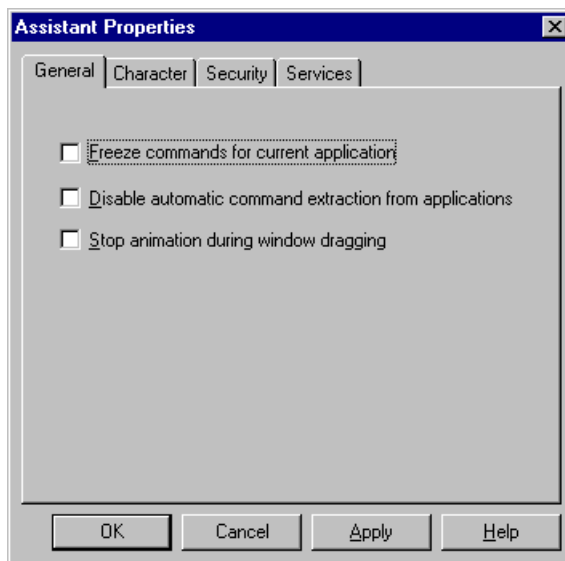 Assistant Properties
General Character Security Services
Freeze commands for current application
Disable automatic command extraction from applications
Stop animation during window dragging
OK Cancel Apply Help